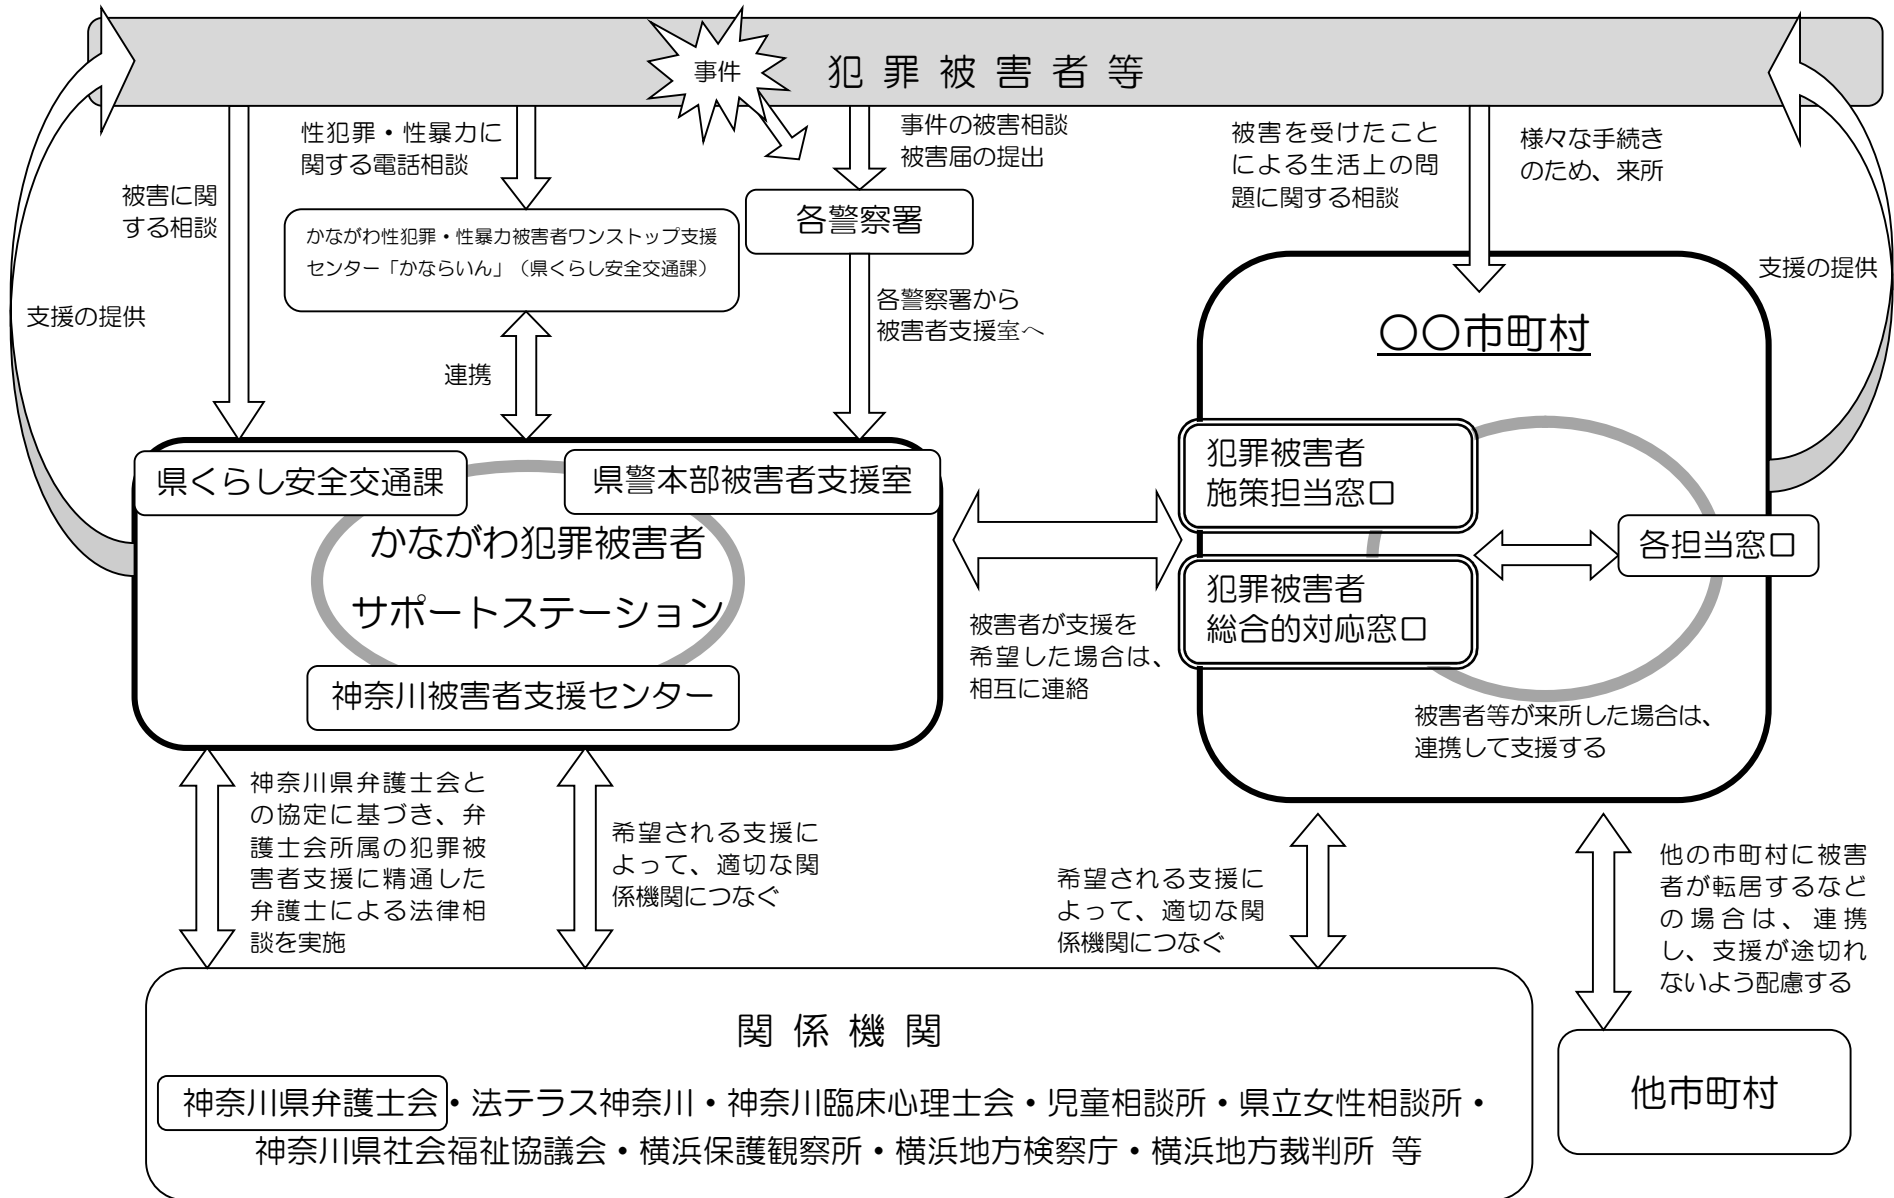 事件
犯罪被害者等
性犯罪・性暴力に
関する電話相談
事件の被害相談
被害届の提出
被害を受けたこと
による生活上の問
題に関する相談
様々な手続き
のため、来所
被害に関
する相談
各警察署
かながわ性犯罪・性暴力被害者ワンストップ支援
センター「かならいん」（県くらし安全交通課）
支援の提供
支援の提供
各警察署から
被害者支援室へ
連携
〇〇市町村
県くらし安全交通課
県警本部被害者支援室
かながわ犯罪被害者
サポートステーション
神奈川被害者支援センター
犯罪被害者
施策担当窓口
犯罪被害者
総合的対応窓口
各担当窓口
被害者が支援を
希望した場合は、
相互に連絡
被害者等が来所した場合は、
連携して支援する
神奈川県弁護士会と
の協定に基づき、弁
護士会所属の犯罪被
害者支援に精通した
弁護士による法律相
談を実施
希望される支援に
よって、適切な関
係機関につなぐ
希望される支援に
よって、適切な関
係機関につなぐ
他の市町村に被害
者が転居するなど
の場合は、連携
し、支援が途切れ
ないよう配慮する
関係機関
神奈川県弁護士会・法テラス神奈川・神奈川臨床心理士会・児童相談所・県立女性相談所・
神奈川県社会福祉協議会・横浜保護観察所・横浜地方検察庁・横浜地方裁判所 等
他市町村